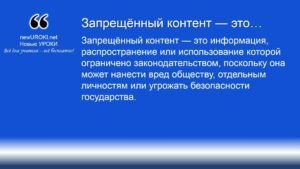 Запрещённый контент — это…
newUROKI.net
Новые УРОКИ
Всё для учителя – всё бесплатно!
Запрещённый контент — это информация,
распространение или использование которой
ограничено законодательством, поскольку она
может нанести вред обществу, отдельным
личностям или угрожать безопасности
государства.